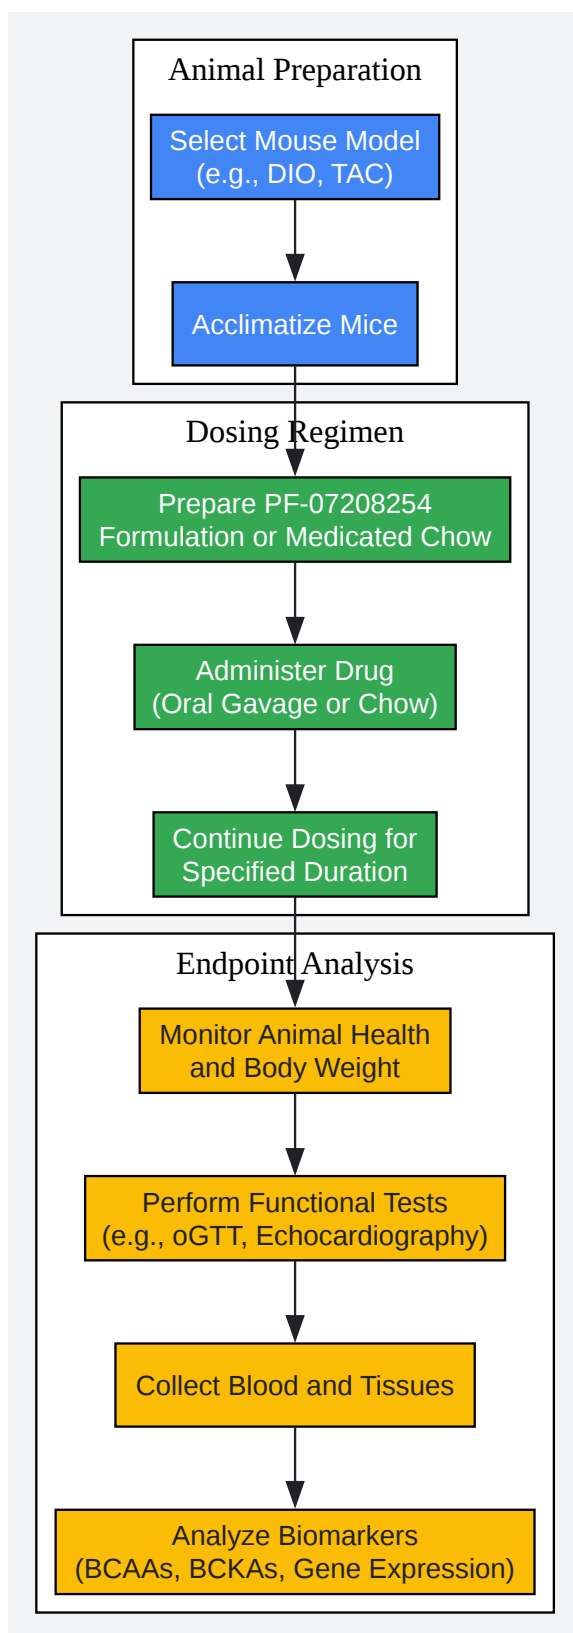 Animal Preparation
Select Mouse Model
(e.g., DIO, TAC)
Acclimatize Mice
Dosing Regimen
Prepare PF-07208254
Formulation or Medicated Chow
Administer Drug
(Oral Gavage or Chow)
Continue Dosing for
Specified Duration
Endpoint Analysis
Monitor Animal Health
and Body Weight
Perform Functional Tests
(e.g., oGTT, Echocardiography)
Collect Blood and Tissues
Analyze Biomarkers
(BCAAs, BCKAs, Gene Expression)